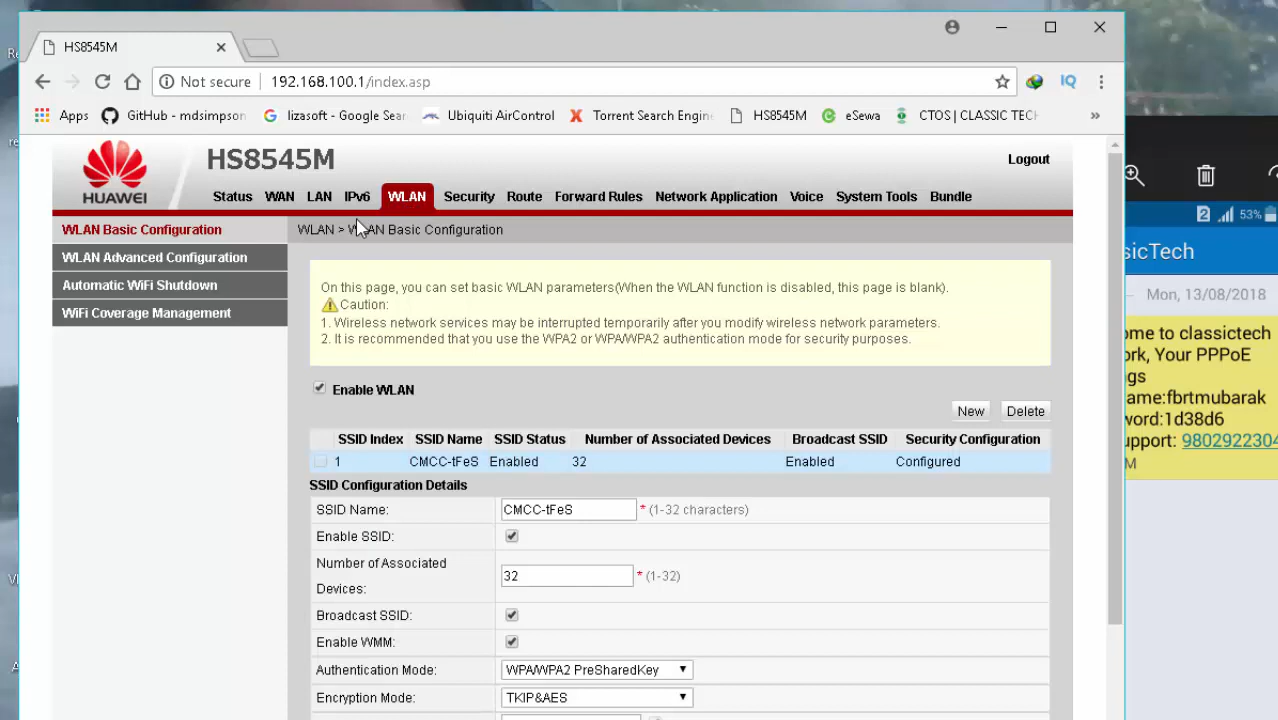 HS8545M
Not secure 192.168.100.1/index.asp
IQ
Apps GitHub - mdsimpson lizasoft - Google Sear Ubiquiti AirControl Torrent Search Engin HS8545M eSewa CTOS | CLASSIC TECH »
HUAWEI
HS8545M
Logout
Status WAN LAN IPv6 WLAN Security Route Forward Rules Network Application Voice System Tools Bundle
WLAN Basic Configuration
WLAN Advanced Configuration
Automatic WiFi Shutdown
WiFi Coverage Management
WLAN > WLAN Basic Configuration
On this page, you can set basic WLAN parameters(When the WLAN function is disabled, this page is blank).
Caution:
1. Wireless network services may be interrupted temporarily after you modify wireless network parameters.
2. It is recommended that you use the WPA2 or WPA/WPA2 authentication mode for security purposes.
Enable WLAN
New Delete
SSID Index SSID Name SSID Status Number of Associated Devices Broadcast SSID Security Configuration
1 CMCC-tFeS Enabled 32 Enabled Configured
SSID Configuration Details
SSID Name: CMCC-tFeS * (1-32 characters)
Enable SSID:
Number of Associated
Devices:
32 * (1-32)
Broadcast SSID:
Enable WMM:
Authentication Mode: WPA/WPA2 PreSharedKey
Encryption Mode: TKIP&AES
2 53%
sicTech
Mon, 13/08/2018
ome to classictech
ork, Your PPPoE
gs
ame:fbrtmubarak
word:1d38d6
upport: 9802922304
M